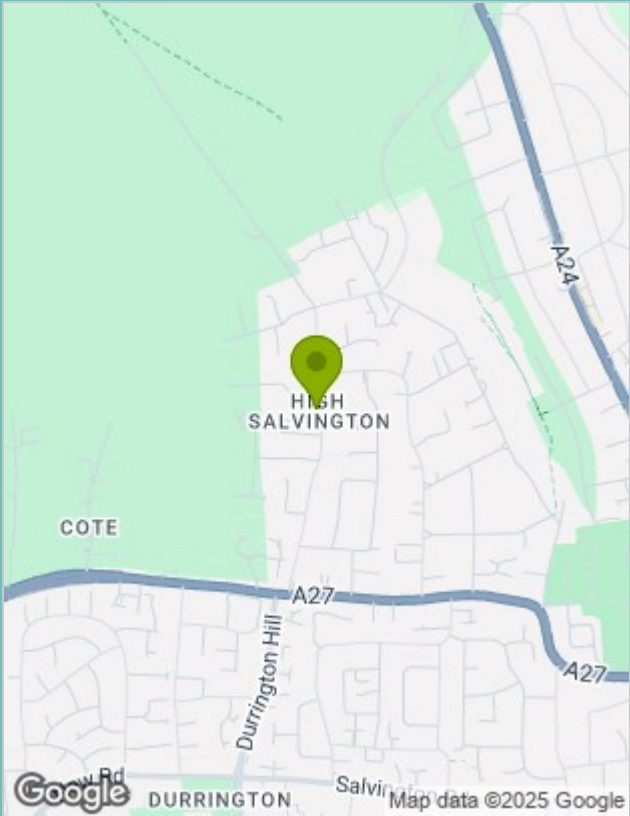 A24
HIGH
SALVINGTON
COTE
A27
Durrington Hill
A27
Rd
Salvington
Google
DURRINGTON
Map data ©2025 Google